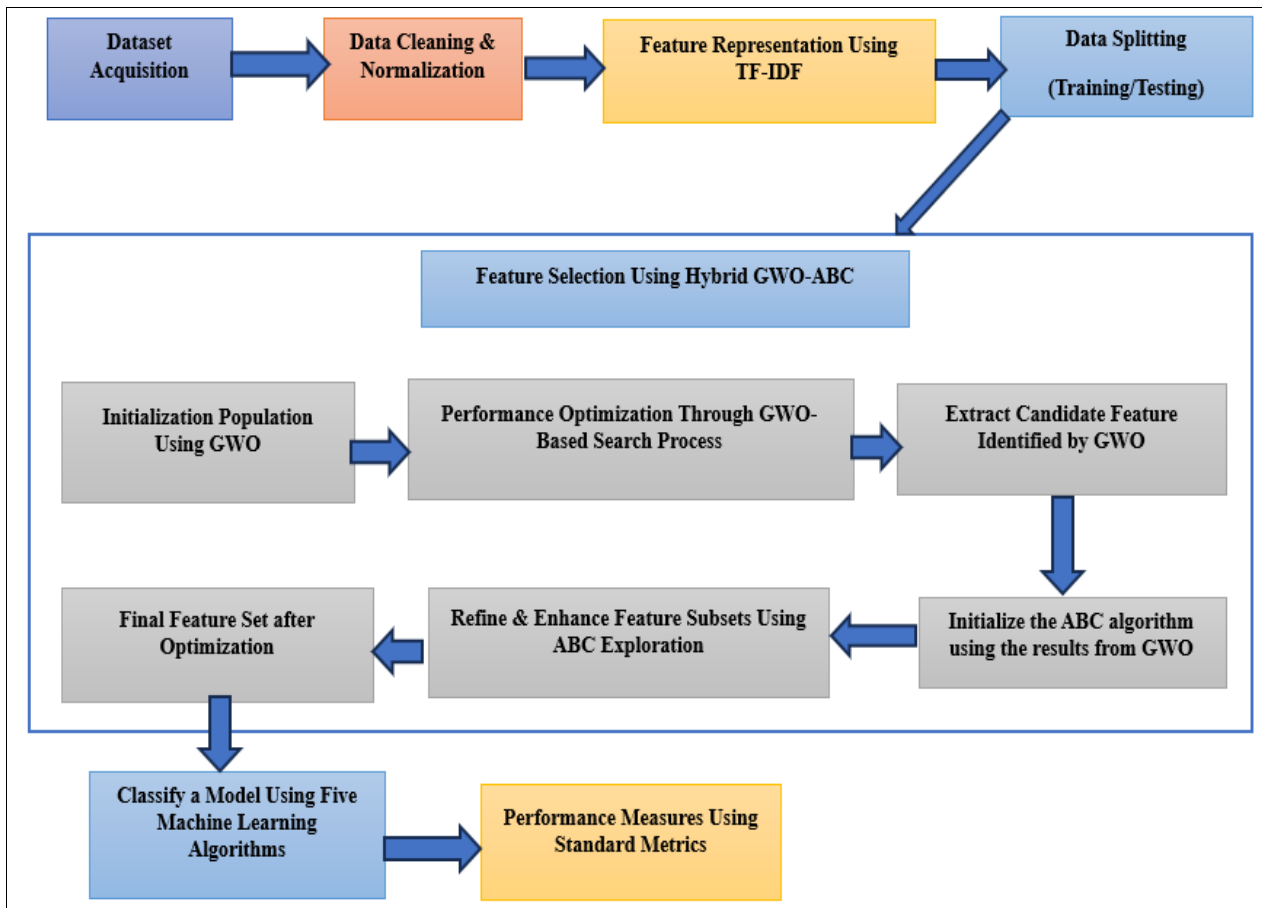 Dataset
Acquisition
Data Cleaning &
Normalization
Feature Representation Using
TF-IDF
Data Splitting
(Training/Testing)
Feature Selection Using Hybrid GWO-ABC
Initialization Population
Using GWO
Performance Optimization Through GWO-
Based Search Process
Extract Candidate Feature
Identified by GWO
Initialize the ABC algorithm
using the results from GWO
Refine & Enhance Feature Subsets Using
ABC Exploration
Final Feature Set after
Optimization
Classify a Model Using Five
Machine Learning
Algorithms
Performance Measures Using
Standard Metrics